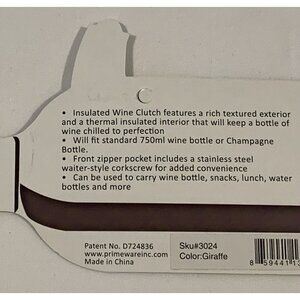 • Insulated Wine Clutch features a rich textured exterior
and a thermal insulated interior that will keep a bottle of
wine chilled to perfection
• Will fit standard 750ml wine bottle or Champagne
Bottle.
• Front zipper pocket includes a stainless steel
waiter-style corkscrew for added convenience
• Can be used to carry wine bottle, snacks, lunch, water
bottles and more
Patent No. D724836
www.primewareinc.com
Made in China
Sku#3024
Color:Giraffe
8 59441 13